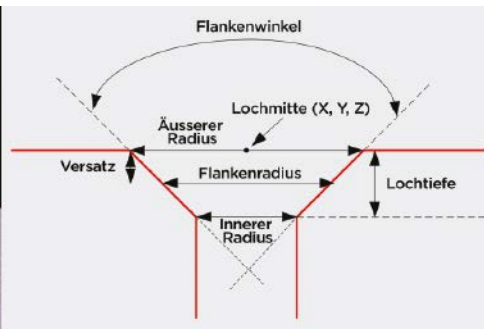 Flankenwinkel
Lochmitte (X, Y, Z)
Äusserer
Radius
Versatz
Flankenradius
Lochtiefe
Innerer
Radius